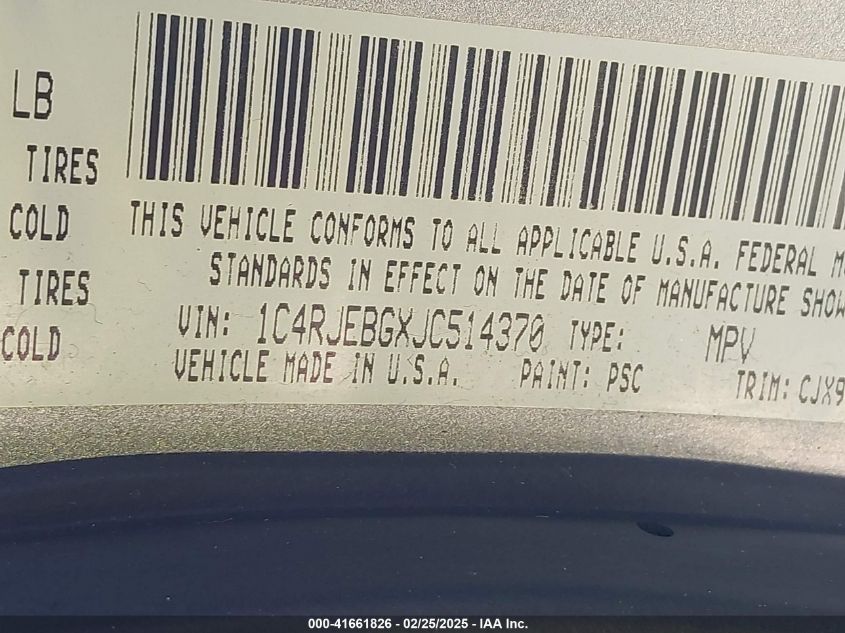 LB
TIRES
COLD
TIRES
COLD
THIS VEHICLE CONFORMS TO ALL APPLICABLE U.S.A. FEDERAL M
STANDARDS IN EFFECT ON THE DATE OF MANUFACTURE SHOW
VIN: 1C4RJEBGXJC514370 TYPE: MPV
VEHICLE MADE IN U.S.A. PAINT: PSC TRIM: CJX9
000-41661826 - 02/25/2025 - IAA Inc.